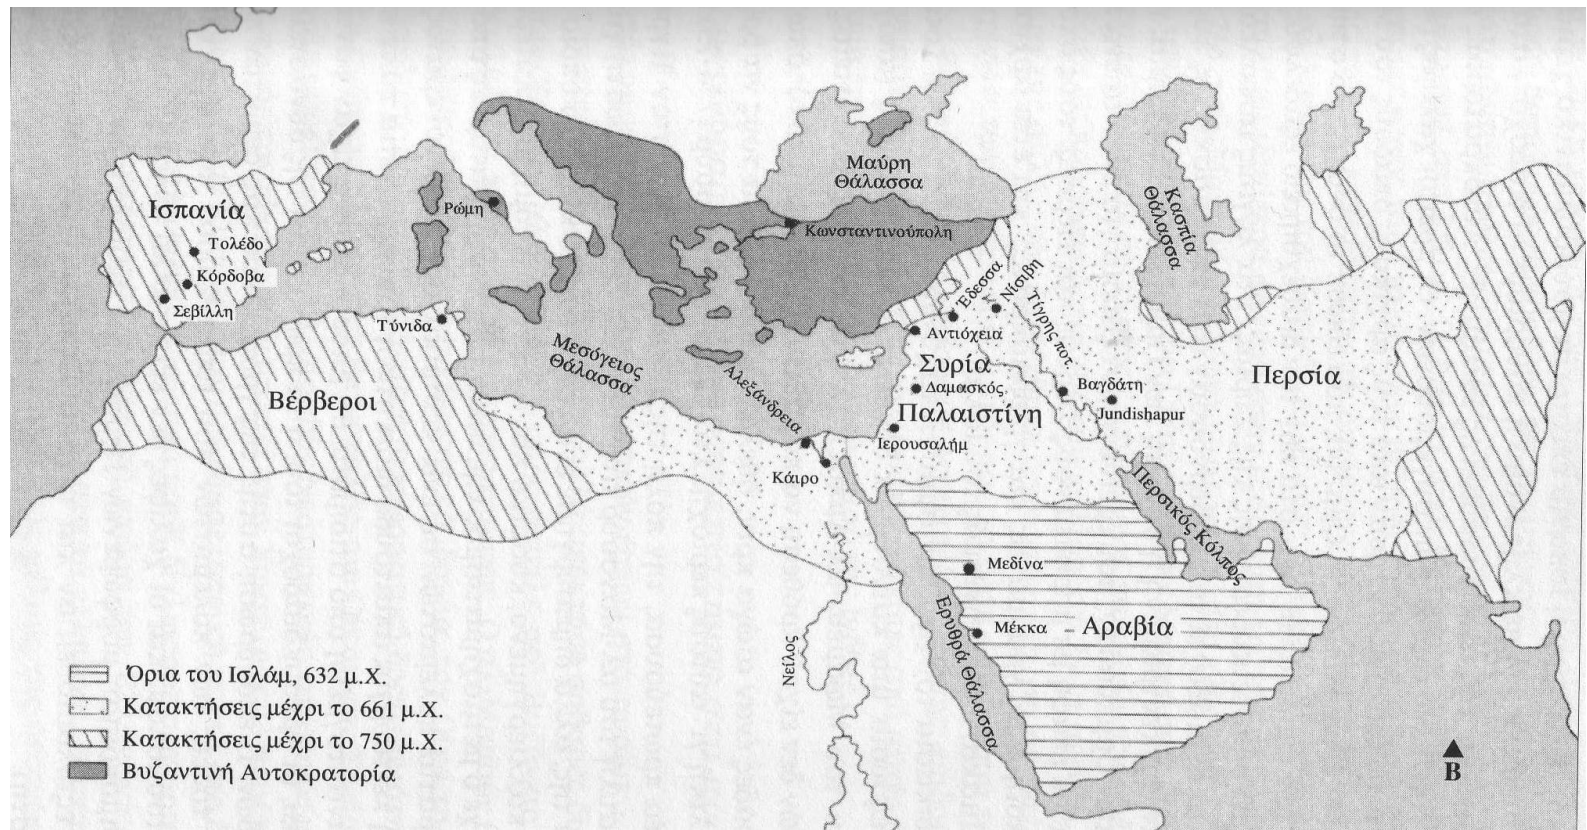 Μαύρη
Θάλασσα
Κασπία
Θάλασσα
Ισπανία
Ρώμη
Τολέδο
Κωνσταντινούπολη
Κόρδοβα
Έδεσσα
Νίσιβη
Σεβίλλη
Τύνιδα
Τίγρης ποτ.
Αντιόχεια
Μεσόγειος
Θάλασσα
Συρία
Περσία
Αλεξάνδρεια
Δαμασκός
Βαγδάτη
Βέρβεροι
Παλαιστίνη
Jundishapur
Ιερουσαλήμ
Κάιρο
Περσικός Κόλπος
Μεδίνα
Ερυθρά Θάλασσα
Μέκκα
Αραβία
Νείλος
Όρια του Ισλάμ, 632 μ.Χ.
Κατακτήσεις μέχρι το 661 μ.Χ.
Κατακτήσεις μέχρι το 750 μ.Χ.
Βυζαντινή Αυτοκρατορία
Β